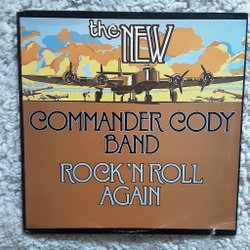 the NEW
COMMANDER CODY
BAND
ROCK 'N ROLL
AGAIN